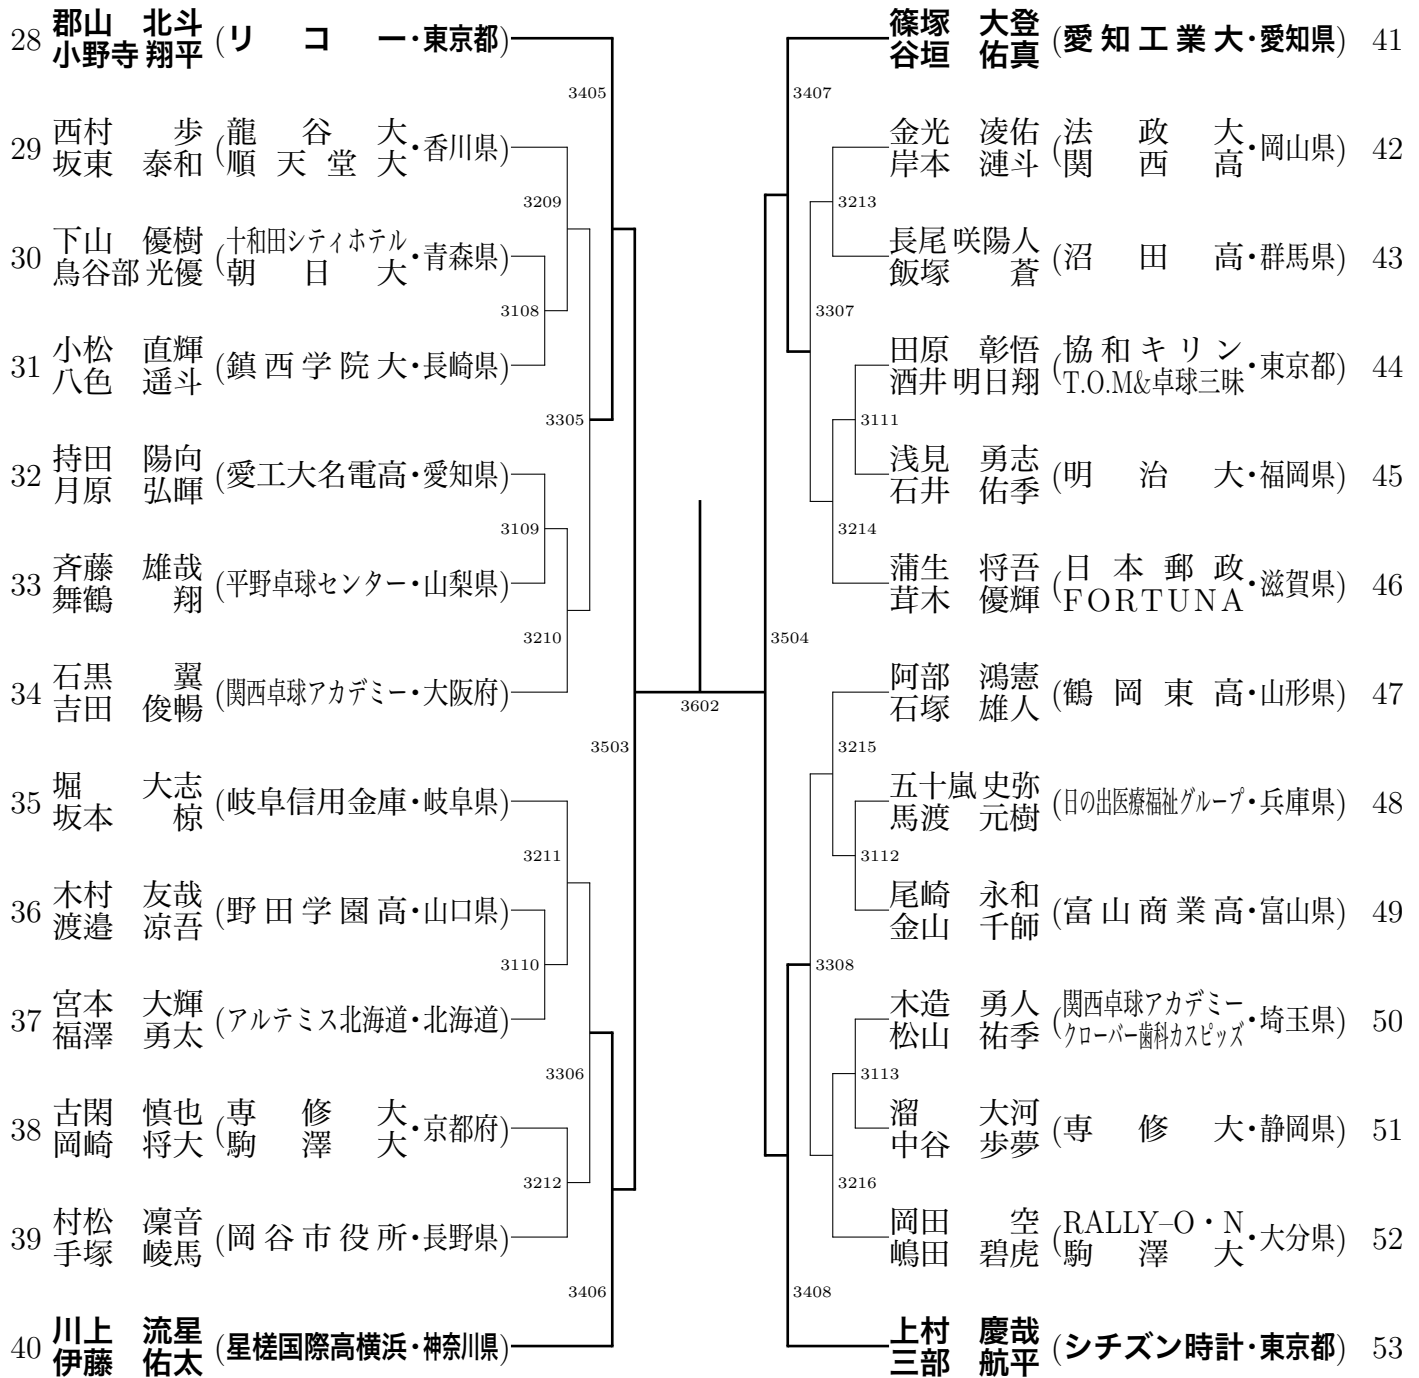 28 郡山 北斗 小野寺 翔平 (リコー・東京都)
3405
29 西村 歩 坂東 泰和 (龍谷大 順天堂大・香川県)
3209
30 下山 優樹 鳥谷部 光優 (十和田シティホテル 朝日大・青森県)
3108
31 小松 直輝 八色 遥斗 (鎮西学院大・長崎県)
3305
32 持田 陽向 月原 弘暉 (愛工大名電高・愛知県)
3109
33 斉藤 雄哉 舞鶴 翔 (平野卓球センター・山梨県)
3210
34 石黒 翼 吉田 俊暢 (関西卓球アカデミー・大阪府)
3503
35 堀 大志 坂本 椋 (岐阜信用金庫・岐阜県)
3211
36 木村 友哉 渡邉 凉吾 (野田学園高・山口県)
3110
37 宮本 大輝 福澤 勇太 (アルテミス北海道・北海道)
3306
38 古閑 慎也 岡崎 将大 (専修大 駒澤大・京都府)
3212
39 村松 凜音 手塚 崚馬 (岡谷市役所・長野県)
3406
40 川上 流星 伊藤 佑太 (星槎国際高横浜・神奈川県)
3602
篠塚 大登 谷垣 佑真 (愛知工業大・愛知県) 41
3407
金光 凌佑 岸本 漣斗 (法政大 関西高・岡山県) 42
3213
長尾 咲陽人 飯塚 蒼 (沼田高・群馬県) 43
3307
田原 彰悟 酒井 明日翔 (協和キリン T.O.M&卓球三昧・東京都) 44
3111
浅見 勇志 石井 佑季 (明治大・福岡県) 45
3214
蒲生 将吾 茸木 優輝 (日本郵政 FORTUNA・滋賀県) 46
3504
阿部 鴻憲 石塚 雄人 (鶴岡東高・山形県) 47
3215
五十嵐 史弥 馬渡 元樹 (日の出医療福祉グループ・兵庫県) 48
3112
尾崎 永和 金山 千師 (富山商業高・富山県) 49
3308
木造 勇人 松山 祐季 (関西卓球アカデミー クローバー歯科カスピッズ・埼玉県) 50
3113
溜 大河 中谷 歩夢 (専修大・静岡県) 51
3216
岡田 空 嶋田 碧虎 (RALLY–O・N 駒澤大・大分県) 52
3408
上村 慶哉 三部 航平 (シチズン時計・東京都) 53